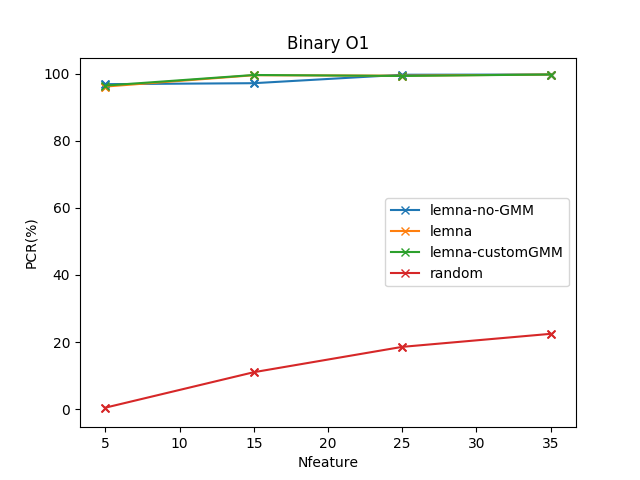 Binary O1
PCR(%)
100
80
60
40
20
0
lemna-no-GMM
lemna
lemna-customGMM
random
5 10 15 20 25 30 35
Nfeature